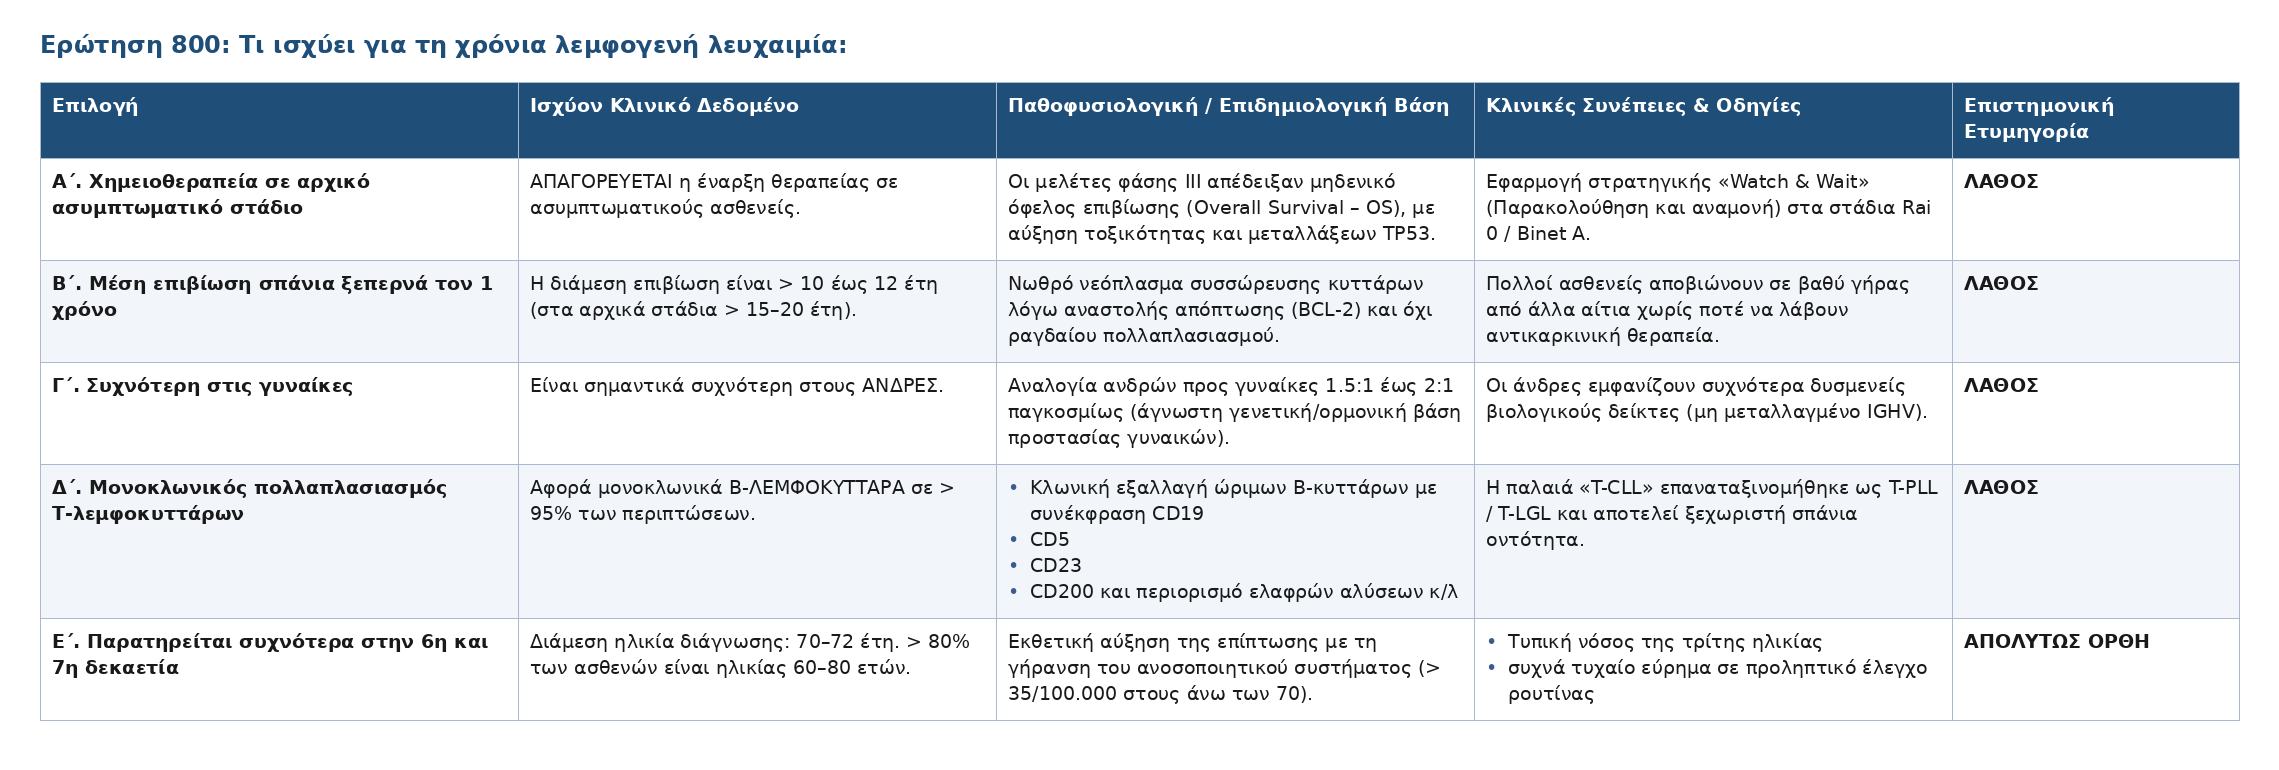 Ερώτηση 800: Τι ισχύει για τη χρόνια λεμφογενή λευχαιμία:
Επιλογή
Ισχύον Κλινικό Δεδομένο
Παθοφυσιολογική / Επιδημιολογική Βάση
Κλινικές Συνέπειες & Οδηγίες
Επιστημονική
Ετυμηγορία
Α΄. Χημειοθεραπεία σε αρχικό
ασυμπτωματικό στάδιο
ΑΠΑΓΟΡΕΥΕΤΑΙ η έναρξη θεραπείας σε
ασυμπτωματικούς ασθενείς.
Οι μελέτες φάσης III απέδειξαν μηδενικό
όφελος επιβίωσης (Overall Survival – OS), με
αύξηση τοξικότητας και μεταλλάξεων TP53.
Εφαρμογή στρατηγικής «Watch & Wait»
(Παρακολούθηση και αναμονή) στα στάδια Rai
0 / Binet A.
ΛΑΘΟΣ
Β΄. Μέση επιβίωση σπάνια ξεπερνά τον 1
χρόνο
Η διάμεση επιβίωση είναι > 10 έως 12 έτη
(στα αρχικά στάδια > 15–20 έτη).
Νωθρό νεόπλασμα συσσώρευσης κυττάρων
λόγω αναστολής απόπτωσης (BCL-2) και όχι
ραγδαίου πολλαπλασιασμού.
Πολλοί ασθενείς αποβιώνουν σε βαθύ γήρας
από άλλα αίτια χωρίς ποτέ να λάβουν
αντικαρκινική θεραπεία.
ΛΑΘΟΣ
Γ΄. Συχνότερη στις γυναίκες
Είναι σημαντικά συχνότερη στους ΑΝΔΡΕΣ.
Αναλογία ανδρών προς γυναίκες 1.5:1 έως 2:1
παγκοσμίως (άγνωστη γενετική/ορμονική βάση
προστασίας γυναικών).
Οι άνδρες εμφανίζουν συχνότερα δυσμενείς
βιολογικούς δείκτες (μη μεταλλαγμένο IGHV).
ΛΑΘΟΣ
Δ΄. Μονοκλωνικός πολλαπλασιασμός
Τ-λεμφοκυττάρων
Αφορά μονοκλωνικά Β-ΛΕΜΦΟΚΥΤΤΑΡΑ σε >
95% των περιπτώσεων.
• Κλωνική εξαλλαγή ώριμων Β-κυττάρων με
συνέκφραση CD19
• CD5
• CD23
• CD200 και περιορισμό ελαφρών αλύσεων κ/λ
Η παλαιά «T-CLL» επαναταξινομήθηκε ως T-PLL
/ T-LGL και αποτελεί ξεχωριστή σπάνια
οντότητα.
ΛΑΘΟΣ
Ε΄. Παρατηρείται συχνότερα στην 6η και
7η δεκαετία
Διάμεση ηλικία διάγνωσης: 70–72 έτη. > 80%
των ασθενών είναι ηλικίας 60–80 ετών.
Εκθετική αύξηση της επίπτωσης με τη
γήρανση του ανοσοποιητικού συστήματος (>
35/100.000 στους άνω των 70).
• Τυπική νόσος της τρίτης ηλικίας
• συχνά τυχαίο εύρημα σε προληπτικό έλεγχο
ρουτίνας
ΑΠΟΛΥΤΩΣ ΟΡΘΗ